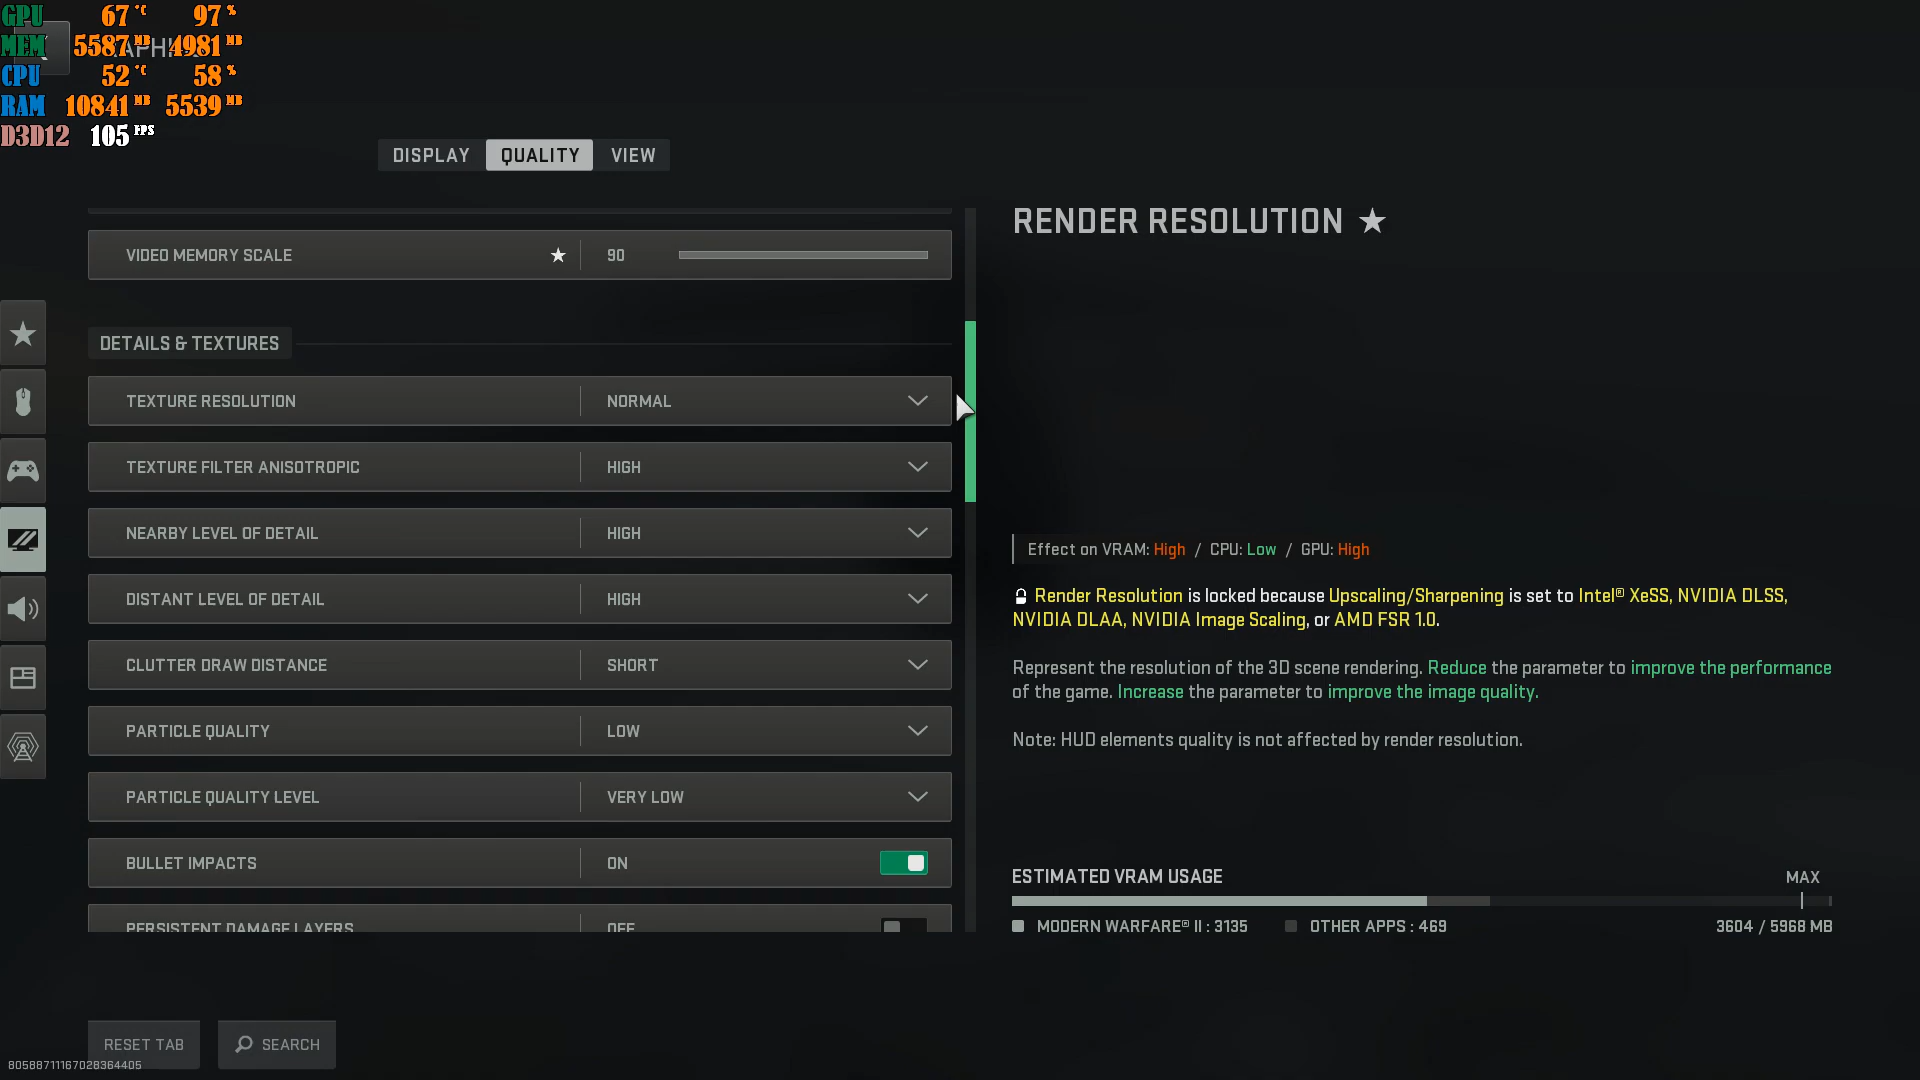 GPU 67 °C 97 %
MEM 5587 MB 4981 MB
CPU 52 °C 58 %
RAM 10841 MB 5539 MB
D3D12 105 FPS
DISPLAY QUALITY VIEW
VIDEO MEMORY SCALE 90
DETAILS & TEXTURES
TEXTURE RESOLUTION NORMAL
TEXTURE FILTER ANISOTROPIC HIGH
NEARBY LEVEL OF DETAIL HIGH
DISTANT LEVEL OF DETAIL HIGH
CLUTTER DRAW DISTANCE SHORT
PARTICLE QUALITY LOW
PARTICLE QUALITY LEVEL VERY LOW
BULLET IMPACTS ON
PERSISTENT DAMAGE LAYERS OFF
RENDER RESOLUTION
Effect on VRAM: High / CPU: Low / GPU: High
Render Resolution is locked because Upscaling/Sharpening is set to Intel® XeSS, NVIDIA DLSS,
NVIDIA DLAA, NVIDIA Image Scaling, or AMD FSR 1.0.
Represent the resolution of the 3D scene rendering. Reduce the parameter to improve the performance
of the game. Increase the parameter to improve the image quality.
Note: HUD elements quality is not affected by render resolution.
ESTIMATED VRAM USAGE MAX
MODERN WARFARE® II : 3135 OTHER APPS : 469 3604 / 5968 MB
RESET TAB SEARCH
80588711167028364405